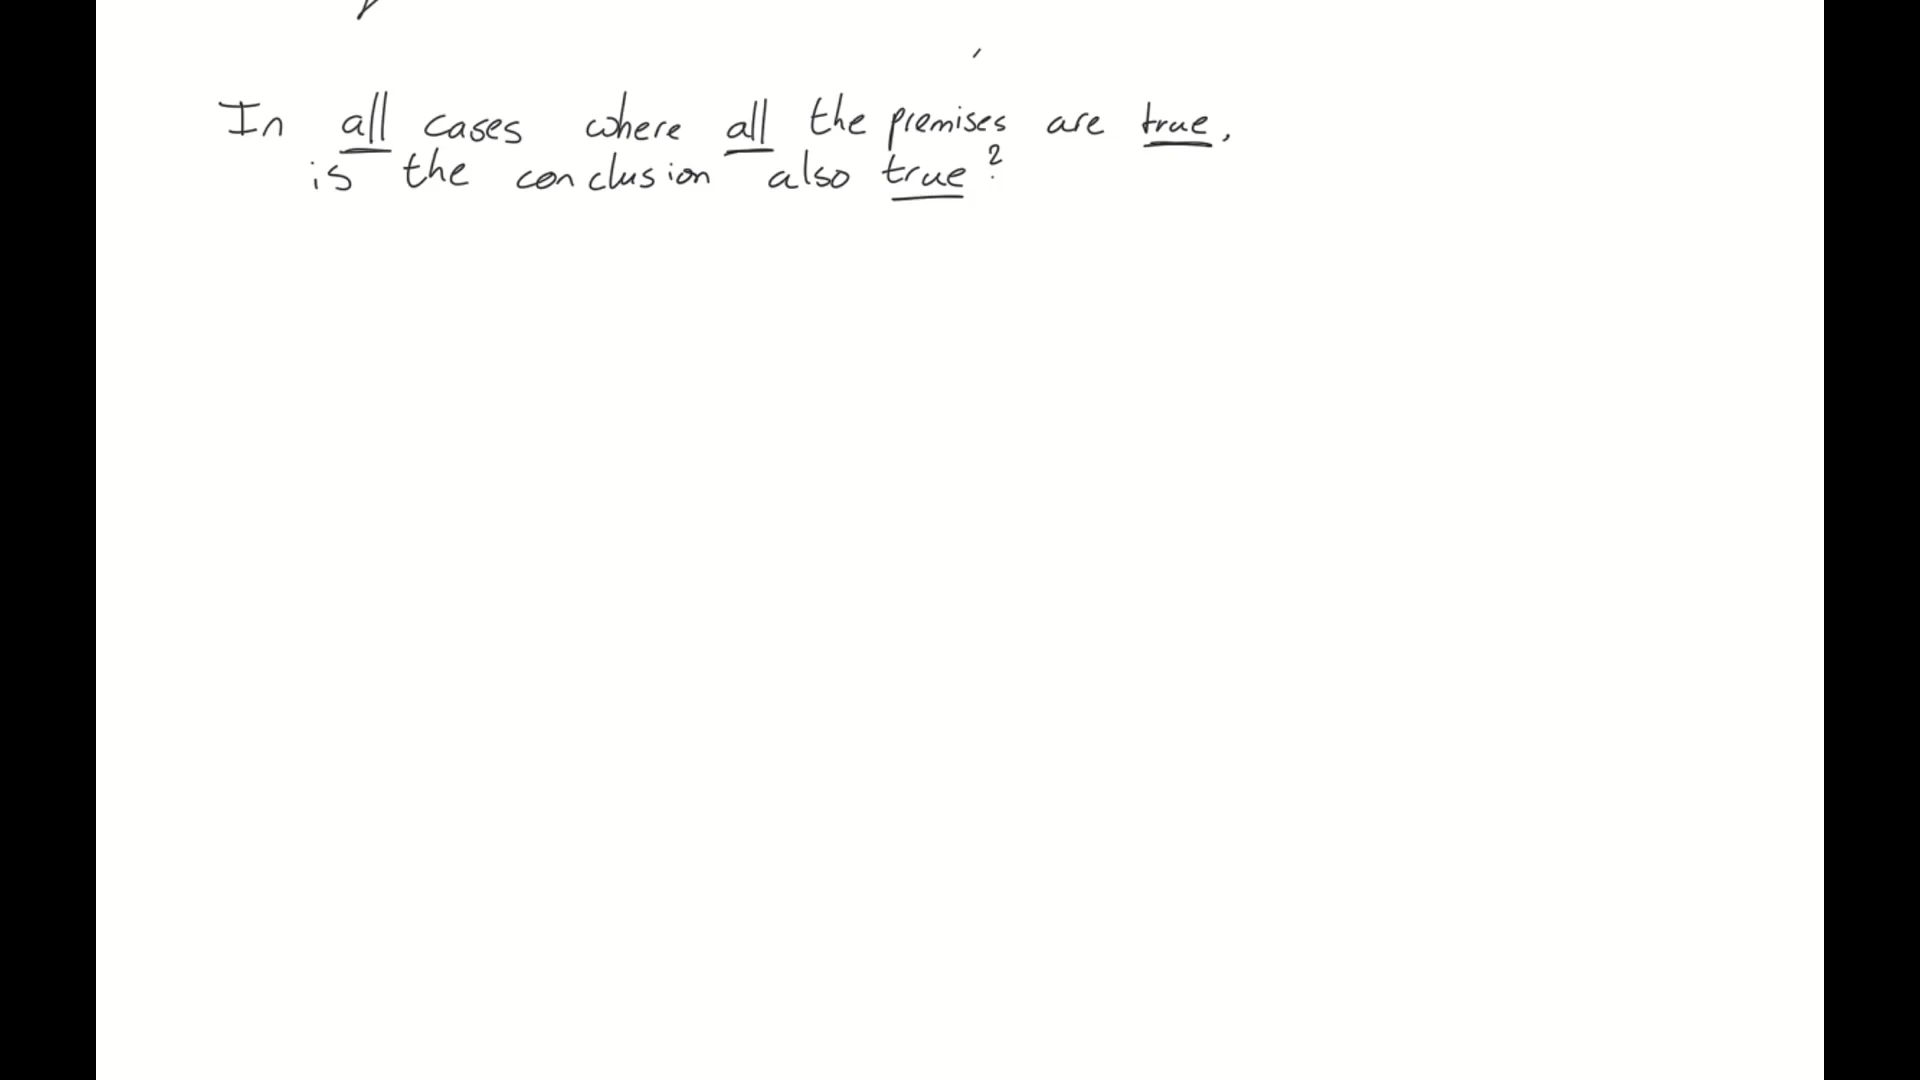 In all cases where all the premises are true,
is the conclusion also true?